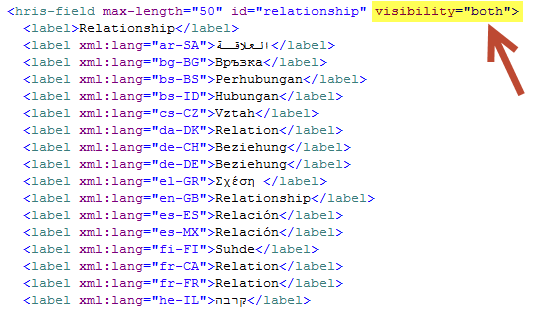 <hris-field max-length="50" id="relationship" visibility="both">
<label>Relationship</label>
<label xml:lang="ar-SA">العلاقــــة</label>
<label xml:lang="bg-BG">Връзка</label>
<label xml:lang="bs-BS">Perhubungan</label>
<label xml:lang="bs-ID">Hubungan</label>
<label xml:lang="cs-CZ">Vztah</label>
<label xml:lang="da-DK">Relation</label>
<label xml:lang="de-CH">Beziehung</label>
<label xml:lang="de-DE">Beziehung</label>
<label xml:lang="el-GR">Σχέση </label>
<label xml:lang="en-GB">Relationship</label>
<label xml:lang="es-ES">Relación</label>
<label xml:lang="es-MX">Relación</label>
<label xml:lang="fi-FI">Suhde</label>
<label xml:lang="fr-CA">Relation</label>
<label xml:lang="fr-FR">Relation</label>
<label xml:lang="he-IL">קרבה</label>